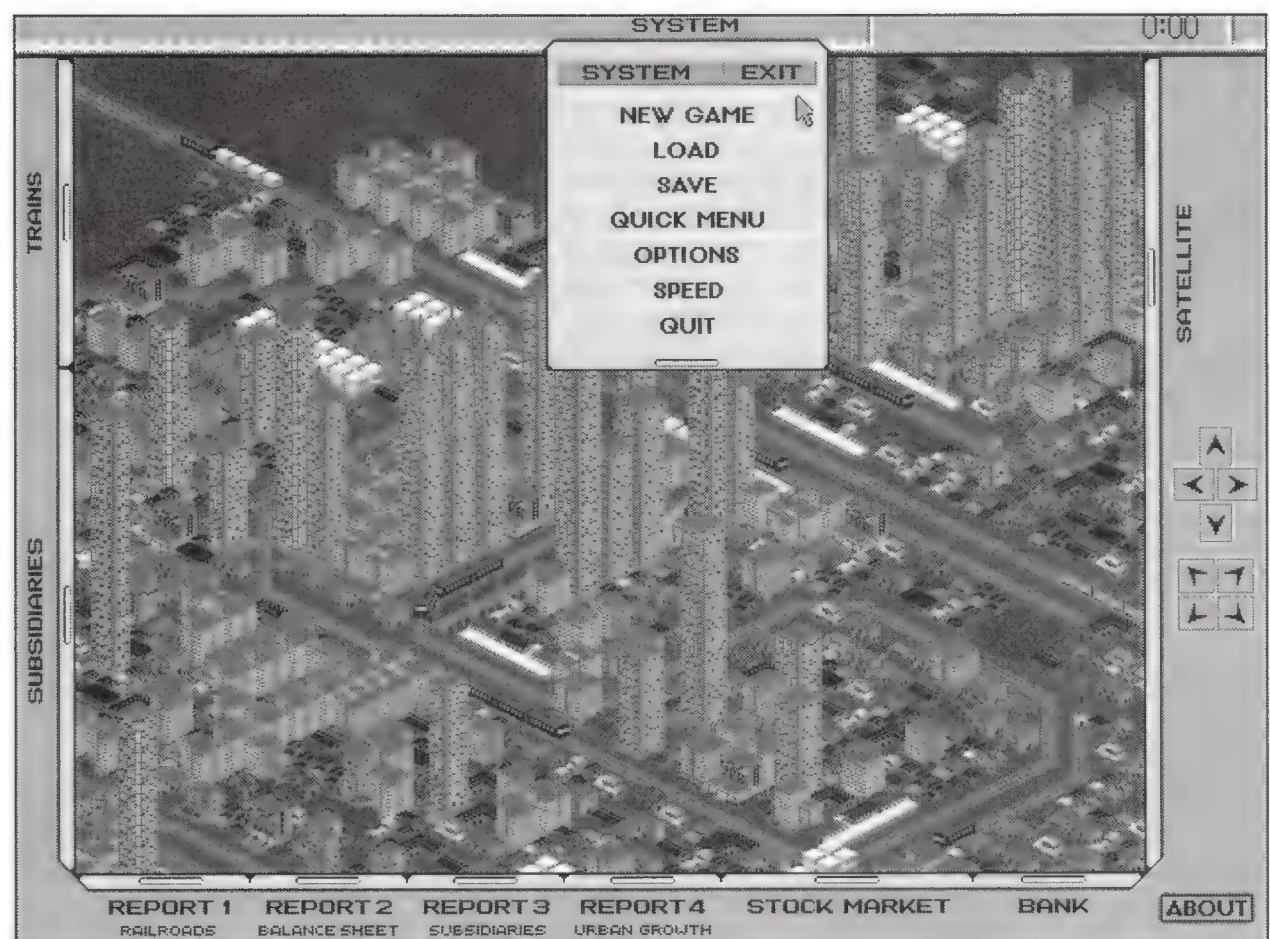 SYSTEM
0:00
SYSTEM EXIT
NEW GAME
LOAD
SAVE
QUICK MENU
OPTIONS
SPEED
QUIT
TRAINS
SUBSIDIARIES
SATELLITE
REPORT 1
RAILROADS
REPORT 2
BALANCE SHEET
REPORT 3
SUBSIDIARIES
REPORT 4
URBAN GROWTH
STOCK MARKET
BANK
ABOUT